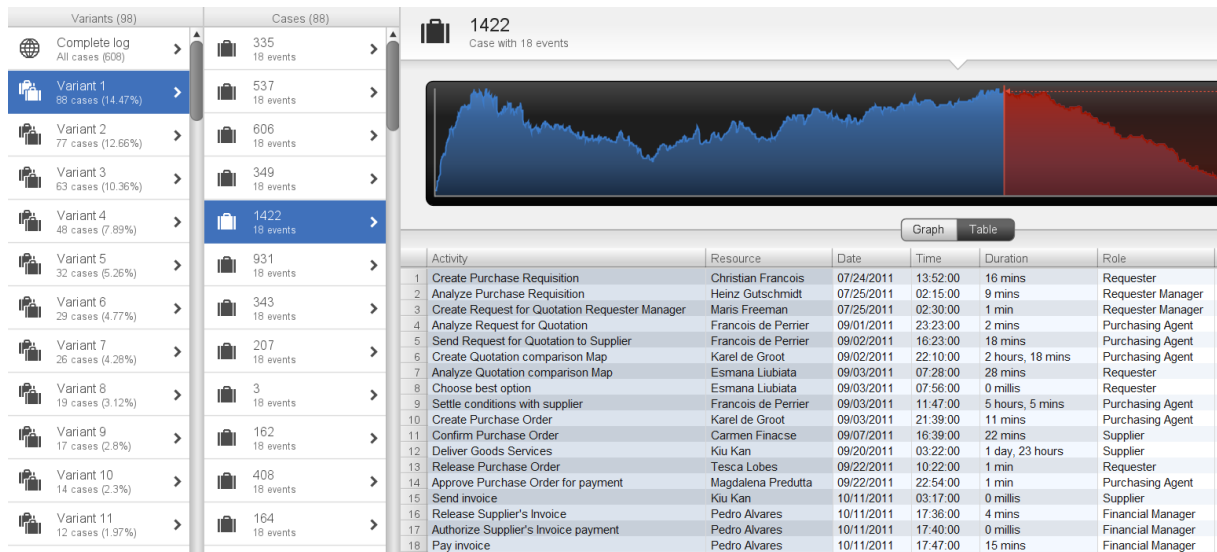 Variants (98)
Complete log
All cases (608)
Variant 1
88 cases (14.47%)
Variant 2
77 cases (12.66%)
Variant 3
63 cases (10.36%)
Variant 4
48 cases (7.89%)
Variant 5
32 cases (5.26%)
Variant 6
29 cases (4.77%)
Variant 7
26 cases (4.28%)
Variant 8
19 cases (3.12%)
Variant 9
17 cases (2.8%)
Variant 10
14 cases (2.3%)
Variant 11
12 cases (1.97%)
Cases (88)
335
18 events
537
18 events
606
18 events
349
18 events
1422
18 events
931
18 events
343
18 events
207
18 events
3
18 events
162
18 events
408
18 events
164
18 events
1422
Case with 18 events
Graph Table
Activity Resource Date Time Duration Role
1 Create Purchase Requisition Christian Francois 07/24/2011 13:52:00 16 mins Requester
2 Analyze Purchase Requisition Heinz Gutschmidt 07/25/2011 02:15:00 9 mins Requester Manager
3 Create Request for Quotation Requester Manager Maris Freeman 07/25/2011 02:30:00 1 min Requester Manager
4 Analyze Request for Quotation Francois de Perrier 09/01/2011 23:23:00 2 mins Purchasing Agent
5 Send Request for Quotation to Supplier Francois de Perrier 09/02/2011 16:23:00 18 mins Purchasing Agent
6 Create Quotation comparison Map Karel de Groot 09/02/2011 22:10:00 2 hours, 18 mins Purchasing Agent
7 Analyze Quotation comparison Map Esmana Liubiata 09/03/2011 07:28:00 28 mins Requester
8 Choose best option Esmana Liubiata 09/03/2011 07:56:00 0 millis Requester
9 Settle conditions with supplier Francois de Perrier 09/03/2011 11:47:00 5 hours, 5 mins Purchasing Agent
10 Create Purchase Order Karel de Groot 09/03/2011 21:39:00 11 mins Purchasing Agent
11 Confirm Purchase Order Carmen Finacse 09/07/2011 16:39:00 22 mins Supplier
12 Deliver Goods Services Kiu Kan 09/20/2011 03:22:00 1 day, 23 hours Supplier
13 Release Purchase Order Tesca Lobes 09/22/2011 10:22:00 1 min Requester
14 Approve Purchase Order for payment Magdalena Predutta 09/22/2011 22:54:00 1 min Purchasing Agent
15 Send invoice Kiu Kan 10/11/2011 03:17:00 0 millis Supplier
16 Release Supplier's Invoice Pedro Alvares 10/11/2011 17:36:00 4 mins Financial Manager
17 Authorize Supplier's Invoice payment Pedro Alvares 10/11/2011 17:40:00 0 millis Financial Manager
18 Pay invoice Pedro Alvares 10/11/2011 17:47:00 15 mins Financial Manager